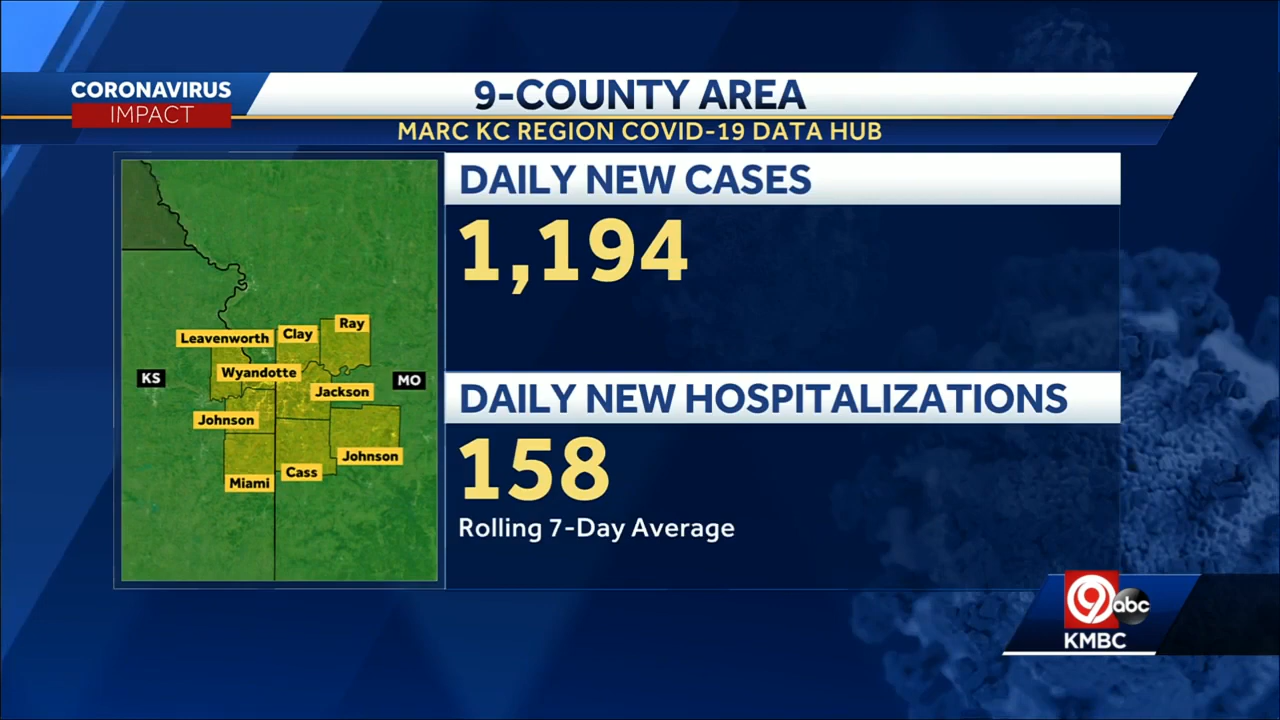 CORONAVIRUS
IMPACT
9-COUNTY AREA
MARC KC REGION COVID-19 DATA HUB
DAILY NEW CASES
1,194
DAILY NEW HOSPITALIZATIONS
158
Rolling 7-Day Average
Ray
Clay
Leavenworth
Wyandotte
KS
MO
Jackson
Johnson
Johnson
Cass
Miami
9 abc
KMBC